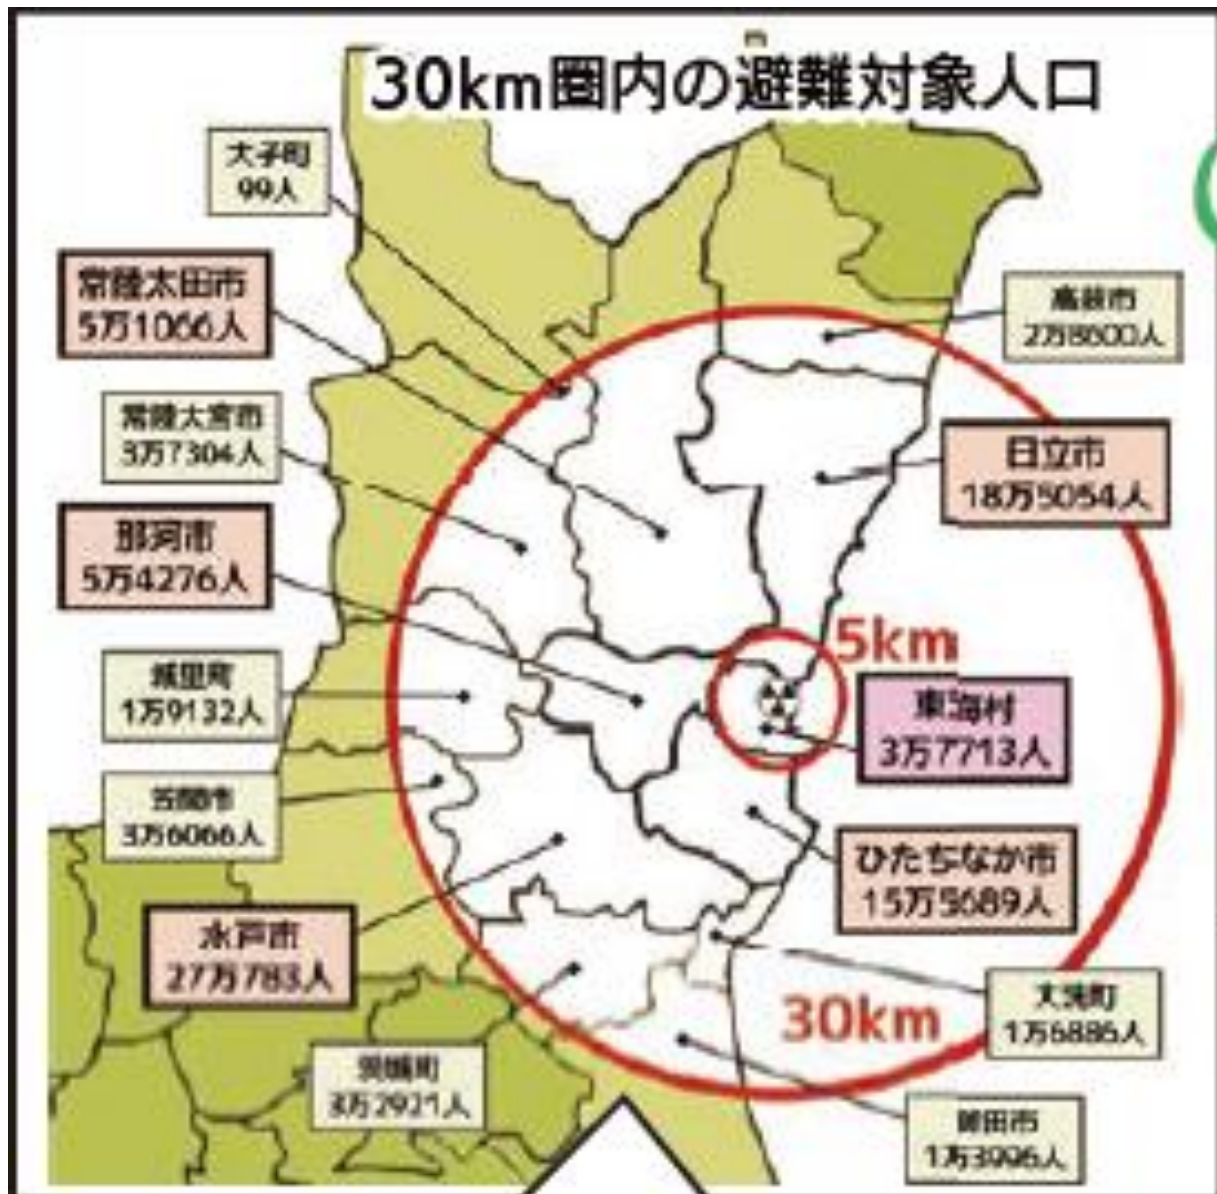 30km圏内の避難対象人口
大子町
99人
常陸太田市
5万1066人
高萩市
2万8600人
常陸大宮市
3万7304人
日立市
18万5054人
那珂市
5万4276人
5km
城里町
1万9132人
東海村
3万7713人
笠間市
3万6066人
ひたちなか市
15万5689人
水戸市
27万783人
大洗町
1万6886人
30km
茨城町
3万2921人
鉾田市
1万3996人